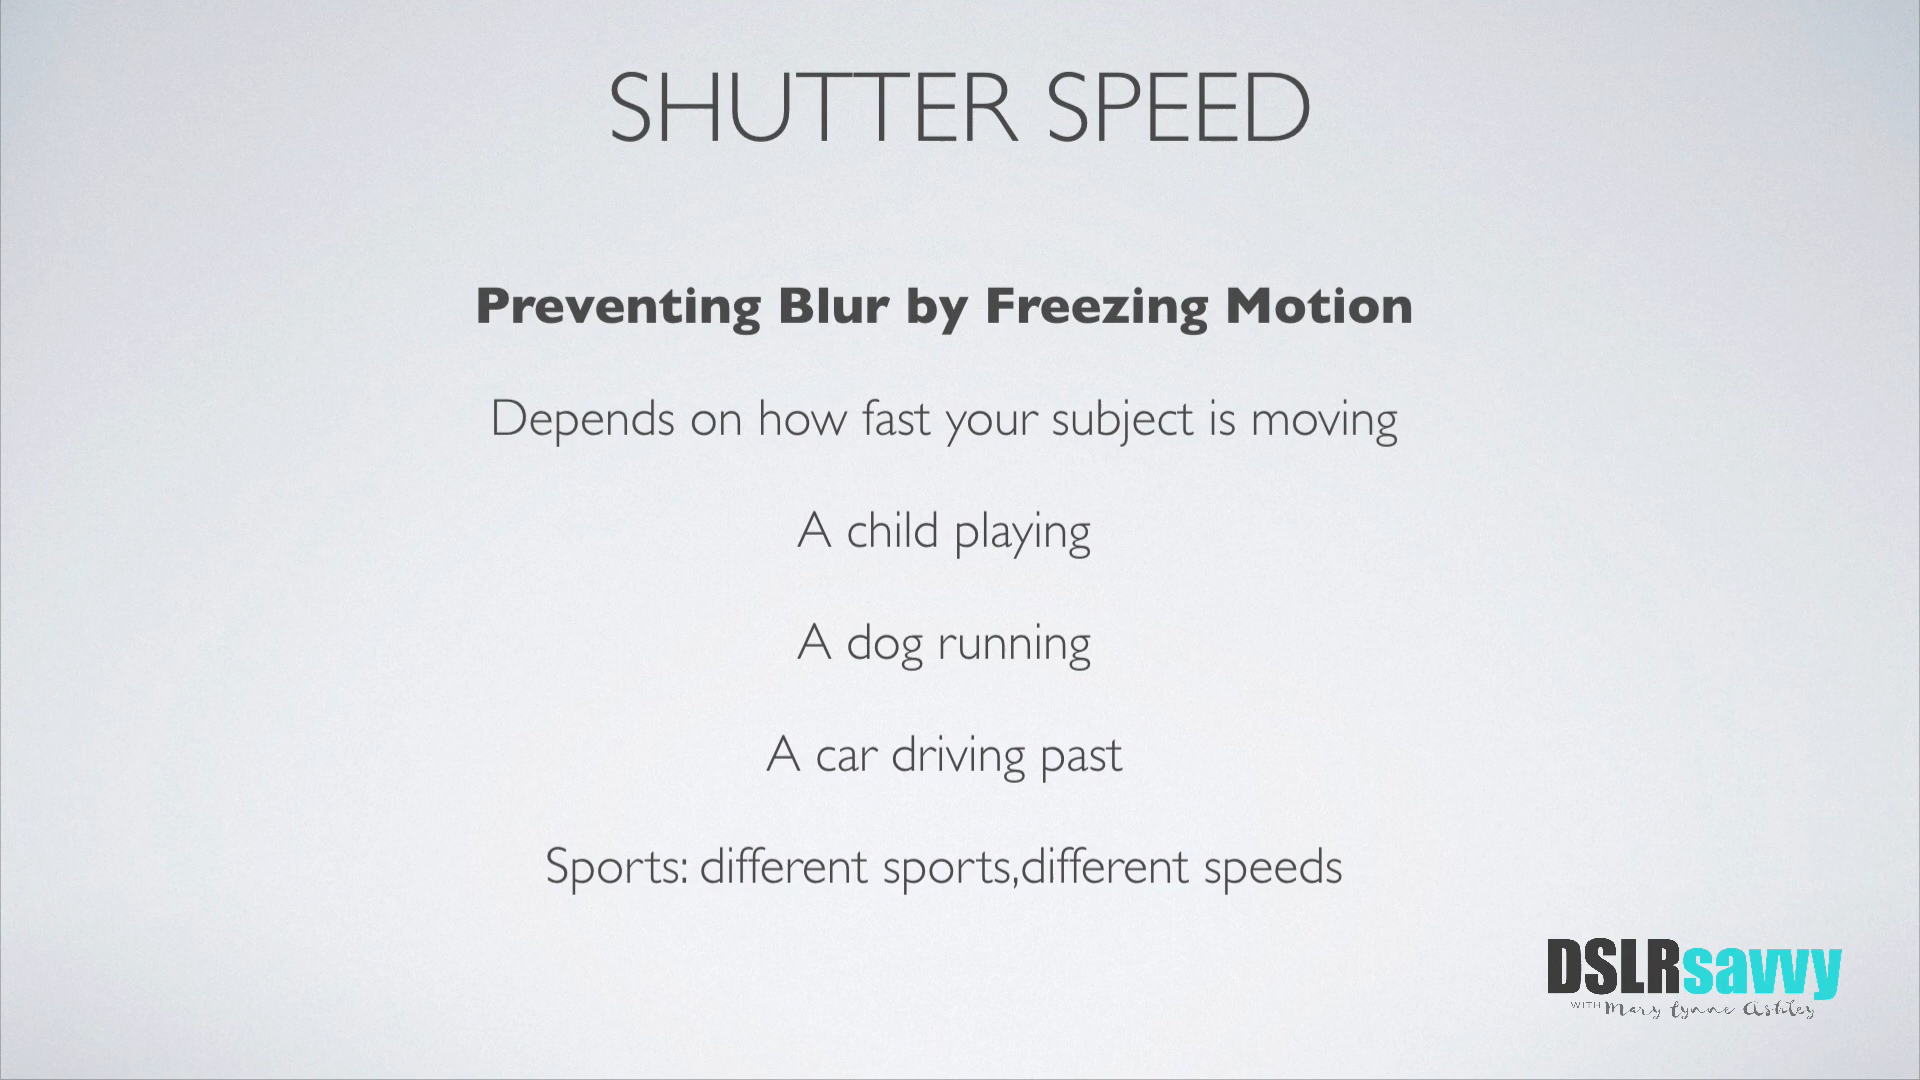 SHUTTER SPEED
Preventing Blur by Freezing Motion
Depends on how fast your subject is moving
A child playing
A dog running
A car driving past
Sports: different sports,different speeds
DSLRsavvy
WITH Mary Lynne Ashley